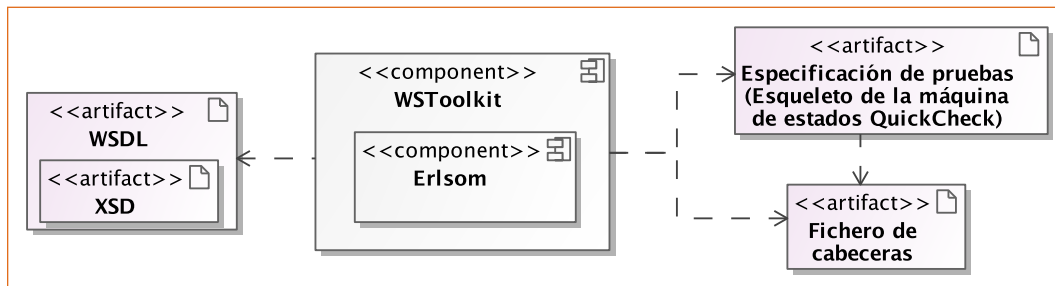 <<artifact>>
WSDL
<<artifact>>
XSD
<<component>>
WSToolkit
<<component>>
Erlsom
<<artifact>>
Especificación de pruebas
(Esqueleto de la máquina
de estados QuickCheck)
<<artifact>>
Fichero de
cabeceras